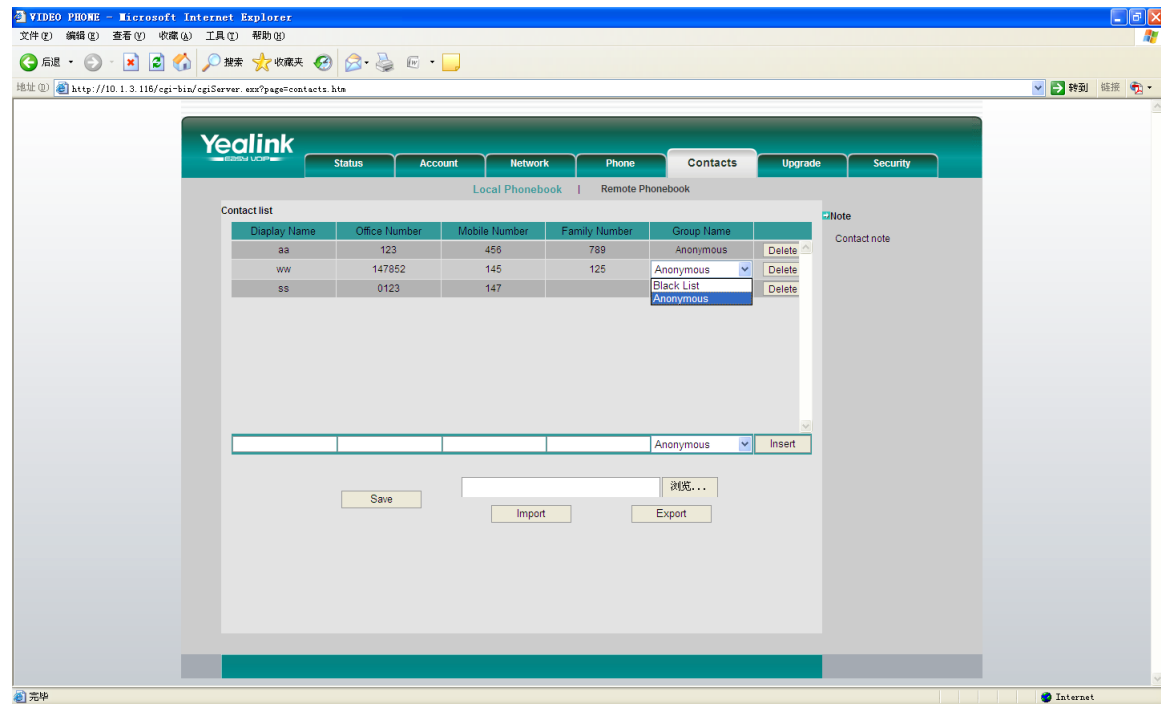 VIDEO PHONE - Microsoft Internet Explorer
文件(F) 编辑(E) 查看(V) 收藏(A) 工具(T) 帮助(H)
后退 搜索 收藏夹
地址(D) http://10.1.3.116/cgi-bin/cgiServer.exx?page=contacts.htm 转到 链接
Yealink
EASY VOIP
Status Account Network Phone Contacts Upgrade Security
Local Phonebook | Remote Phonebook
Contact list
Note
Contact note
Diaplay Name Office Number Mobile Number Family Number Group Name
aa 123 456 789 Anonymous Delete
ww 147852 145 125 Anonymous Delete
Black List
Anonymous
ss 0123 147 Delete
Anonymous Insert
浏览...
Save
Import Export
完毕 Internet